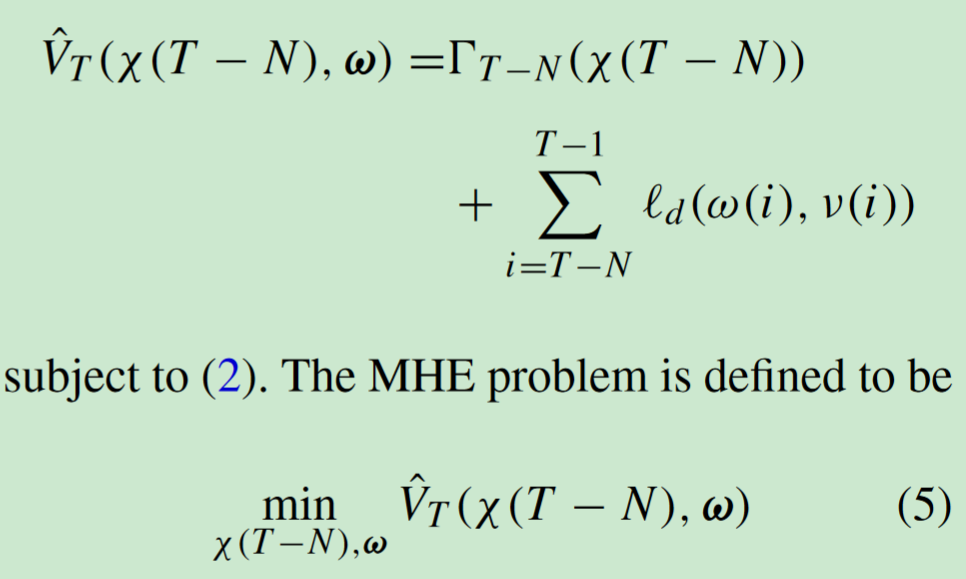 V̂_T(χ(T − N), ω) =Γ_{T−N}(χ(T − N))
+ ∑_{i=T−N}^{T−1} ℓ_d(ω(i), ν(i))
subject to (2). The MHE problem is defined to be
min_{χ(T−N),ω} V̂_T(χ(T − N), ω) (5)